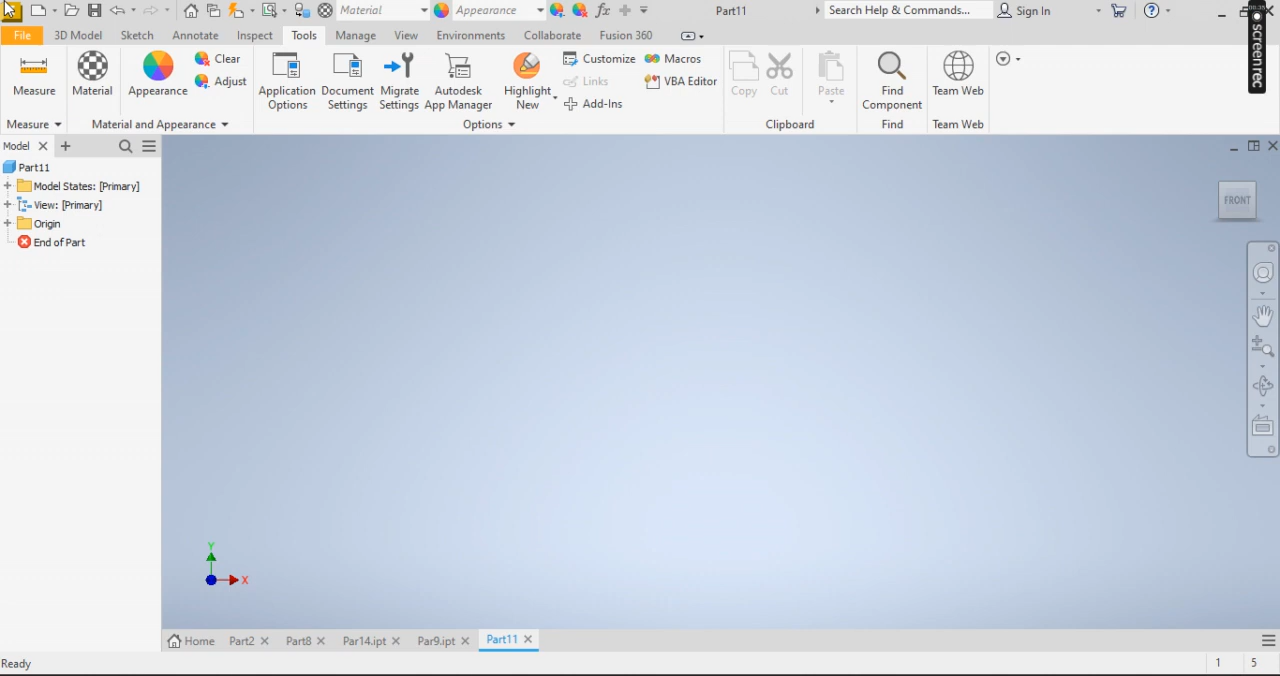 Material Appearance Part11 Search Help & Commands... Sign In
File 3D Model Sketch Annotate Inspect Tools Manage View Environments Collaborate Fusion 360
Measure
Material
Appearance
Clear
Adjust
Application Options
Document Settings
Migrate Settings
Autodesk App Manager
Highlight New
Customize
Links
Add-Ins
Macros
VBA Editor
Copy
Cut
Paste
Find Component
Team Web
Measure Material and Appearance Options Clipboard Find Team Web
screenrec
Model
Part11
Model States: [Primary]
View: [Primary]
Origin
End of Part
FRONT
Y
X
Home Part2 Part8 Par14.ipt Par9.ipt Part11
Ready 1 5